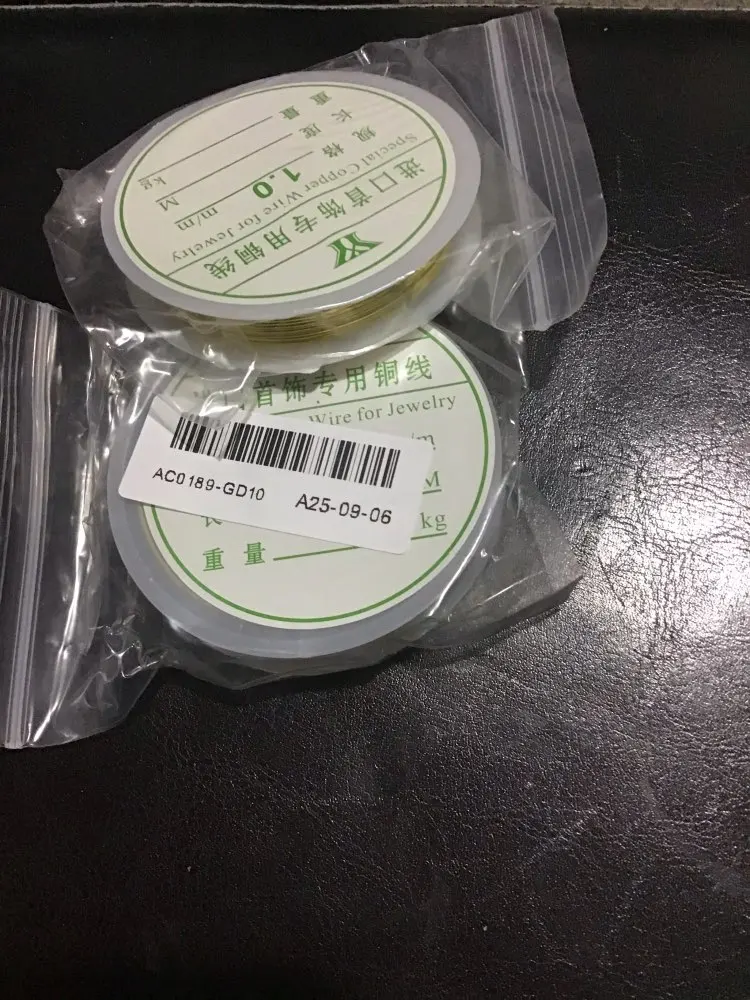 进口首饰专用铜线
Special Copper Wire for Jewelry
规格 1.0 m/m
长度 M
重量 kg
首饰专用铜线
Wire for Jewelry
/m
M
kg
重量
AC0189-GD10 A25-09-06